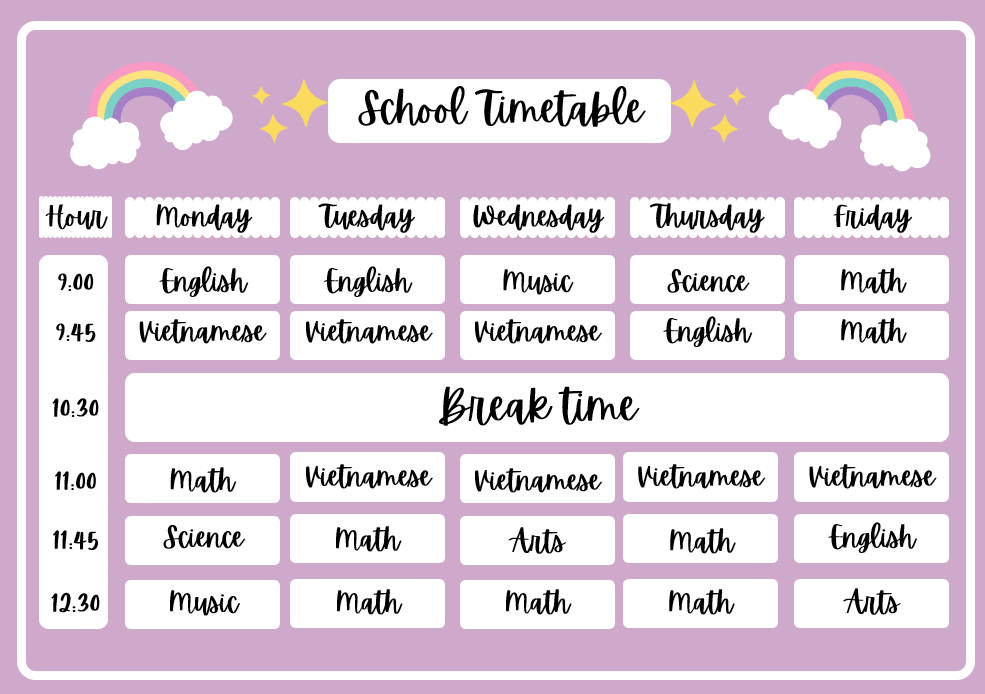 School Timetable
Hour Monday Tuesday Wednesday Thursday Friday
9:00 English English Music Science Math
9:45 Vietnamese Vietnamese Vietnamese English Math
10:30 Break time
11:00 Math Vietnamese Vietnamese Vietnamese Vietnamese
11:45 Science Math Arts Math English
12:30 Music Math Math Math Arts